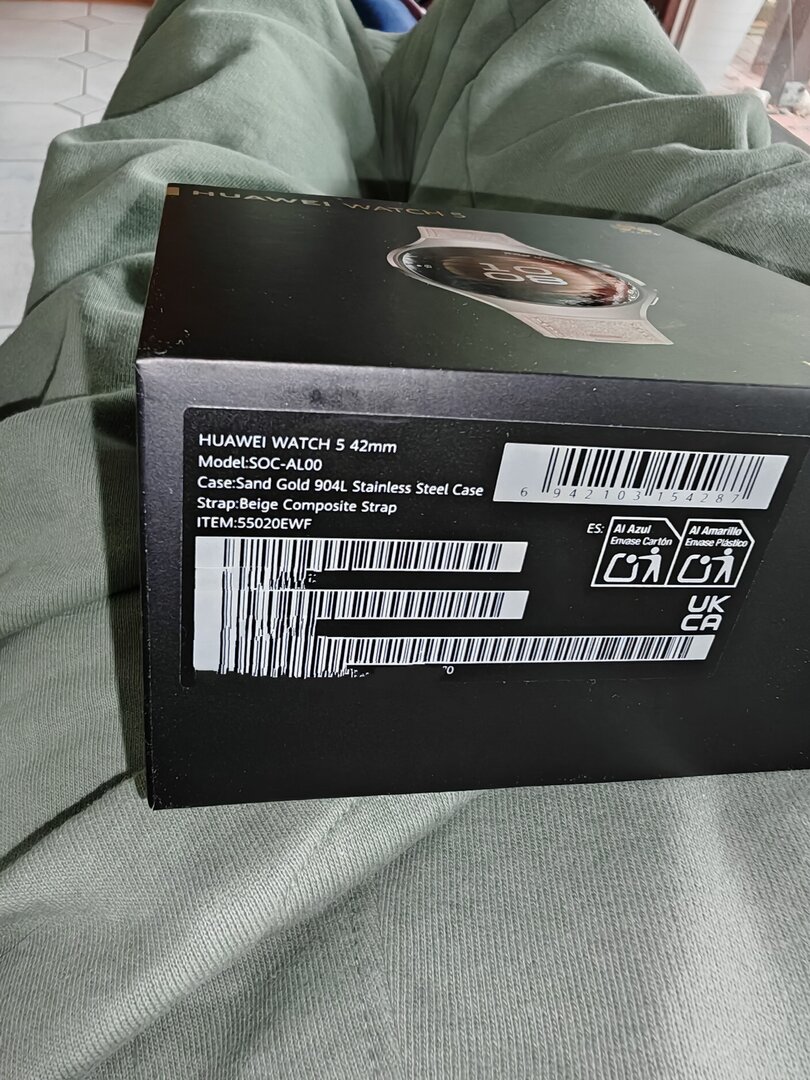 HUAWEI WATCH 5
HUAWEI WATCH 5 42mm
Model:SOC-AL00
Case:Sand Gold 904L Stainless Steel Case
Strap:Beige Composite Strap
ITEM:55020EWF
6 942103 154287
ES:
Al Azul
Envase Cartón
Al Amarillo
Envase Plástico
UK
CA